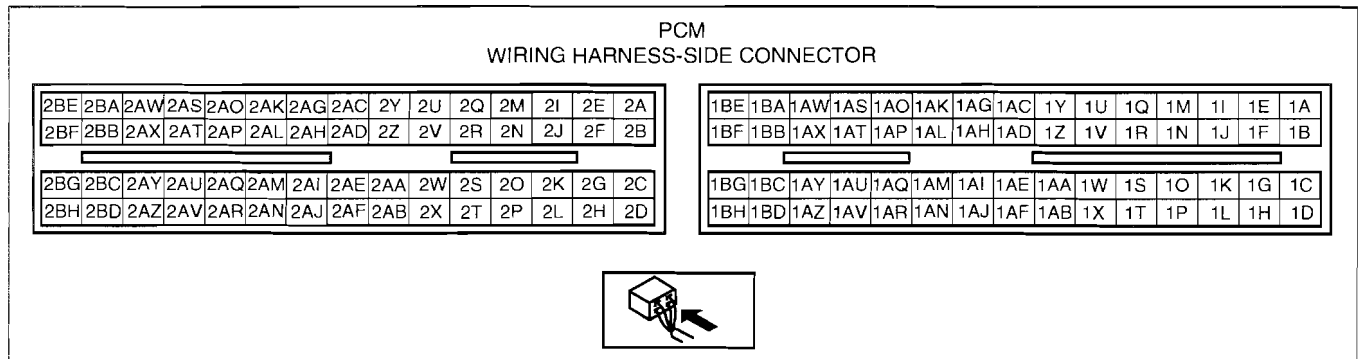 PCM
WIRING HARNESS-SIDE CONNECTOR
2BE 2BA 2AW 2AS 2AO 2AK 2AG 2AC 2Y 2U 2Q 2M 2I 2E 2A
2BF 2BB 2AX 2AT 2AP 2AL 2AH 2AD 2Z 2V 2R 2N 2J 2F 2B
2BG 2BC 2AY 2AU 2AQ 2AM 2AI 2AE 2AA 2W 2S 2O 2K 2G 2C
2BH 2BD 2AZ 2AV 2AR 2AN 2AJ 2AF 2AB 2X 2T 2P 2L 2H 2D
1BE 1BA 1AW 1AS 1AO 1AK 1AG 1AC 1Y 1U 1Q 1M 1I 1E 1A
1BF 1BB 1AX 1AT 1AP 1AL 1AH 1AD 1Z 1V 1R 1N 1J 1F 1B
1BG 1BC 1AY 1AU 1AQ 1AM 1AI 1AE 1AA 1W 1S 1O 1K 1G 1C
1BH 1BD 1AZ 1AV 1AR 1AN 1AJ 1AF 1AB 1X 1T 1P 1L 1H 1D